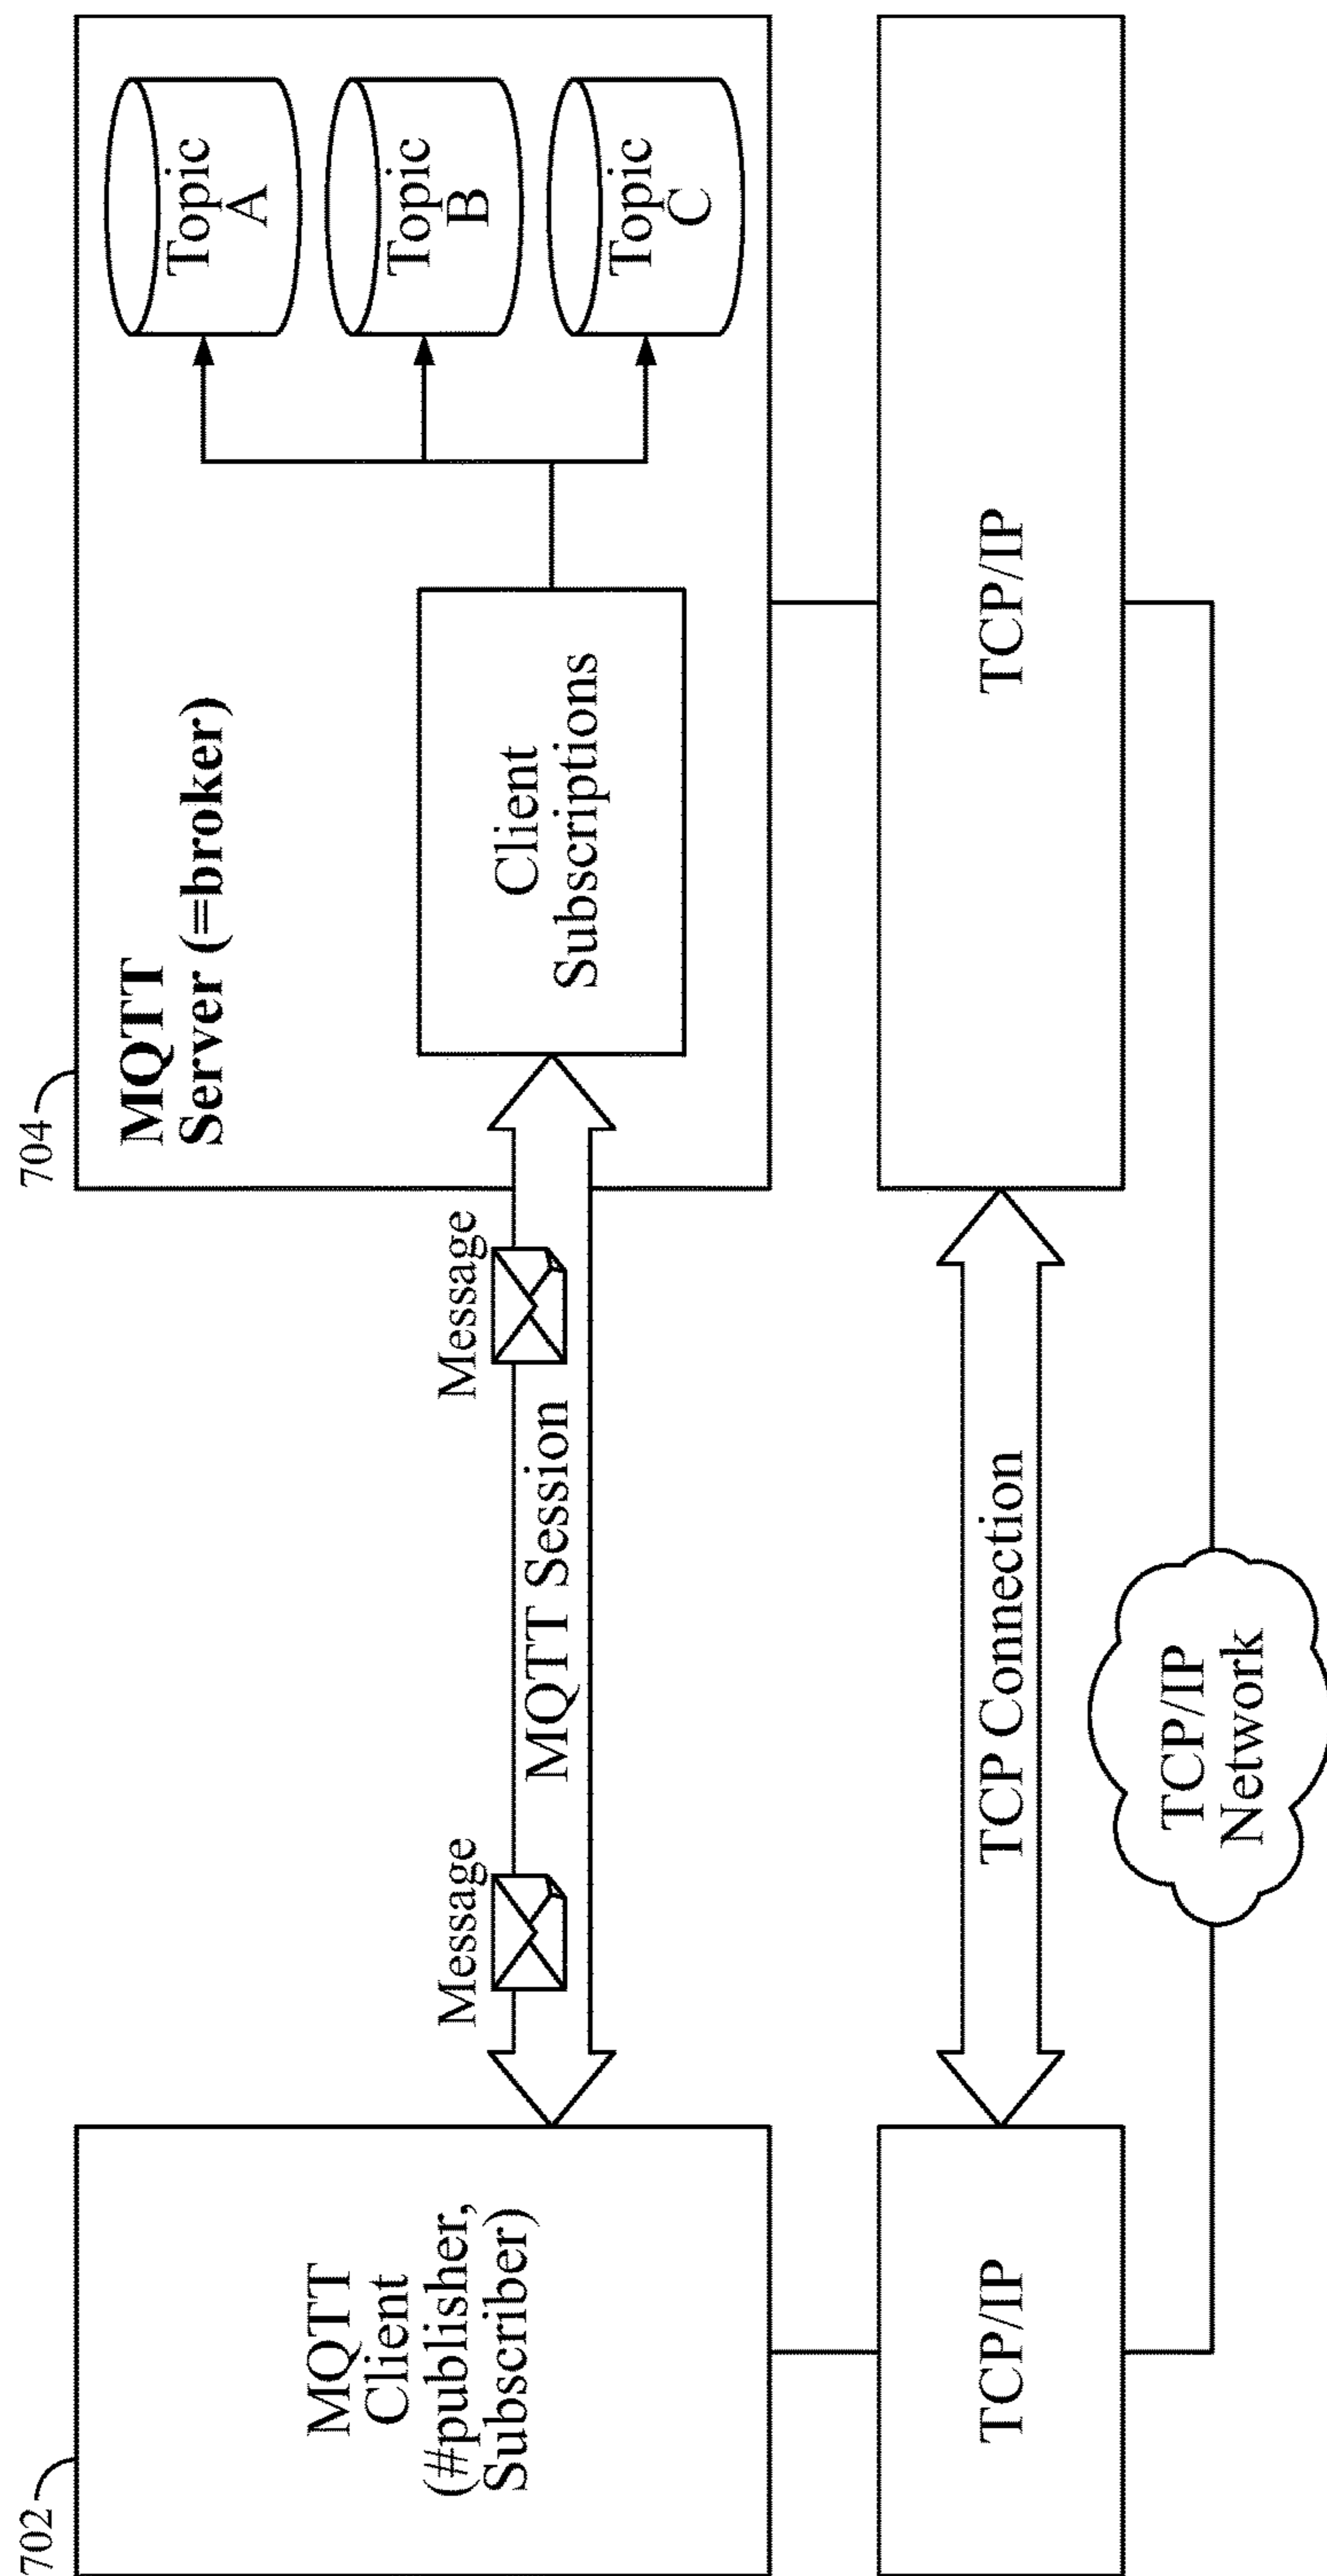 702
MQTT
Client
(#publisher,
Subscriber)
Message
Message
MQTT Session
704
MQTT
Server (=broker)
Client
Subscriptions
Topic
A
Topic
B
Topic
C
TCP/IP
TCP Connection
TCP/IP
TCP/IP
Network